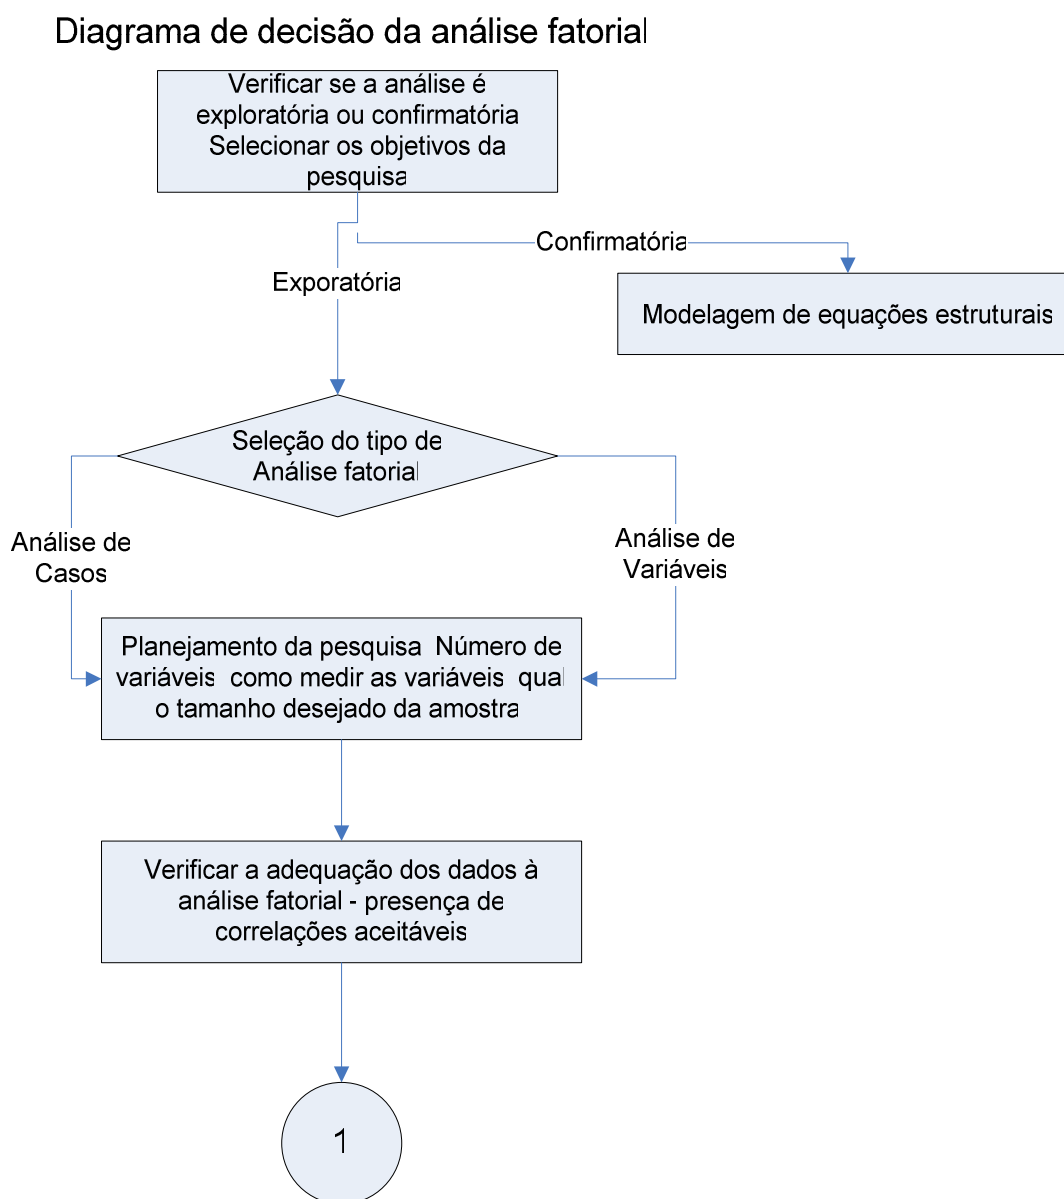 Diagrama de decisão da análise fatorial
Verificar se a análise é
exploratória ou confirmatória
Selecionar os objetivos da
pesquisa
Confirmatória
Exporatória
Modelagem de equações estruturais
Seleção do tipo de
Análise fatorial
Análise de
Casos
Análise de
Variáveis
Planejamento da pesquisa Número de
variáveis como medir as variáveis qual
o tamanho desejado da amostra
Verificar a adequação dos dados à
análise fatorial - presença de
correlações aceitáveis
1